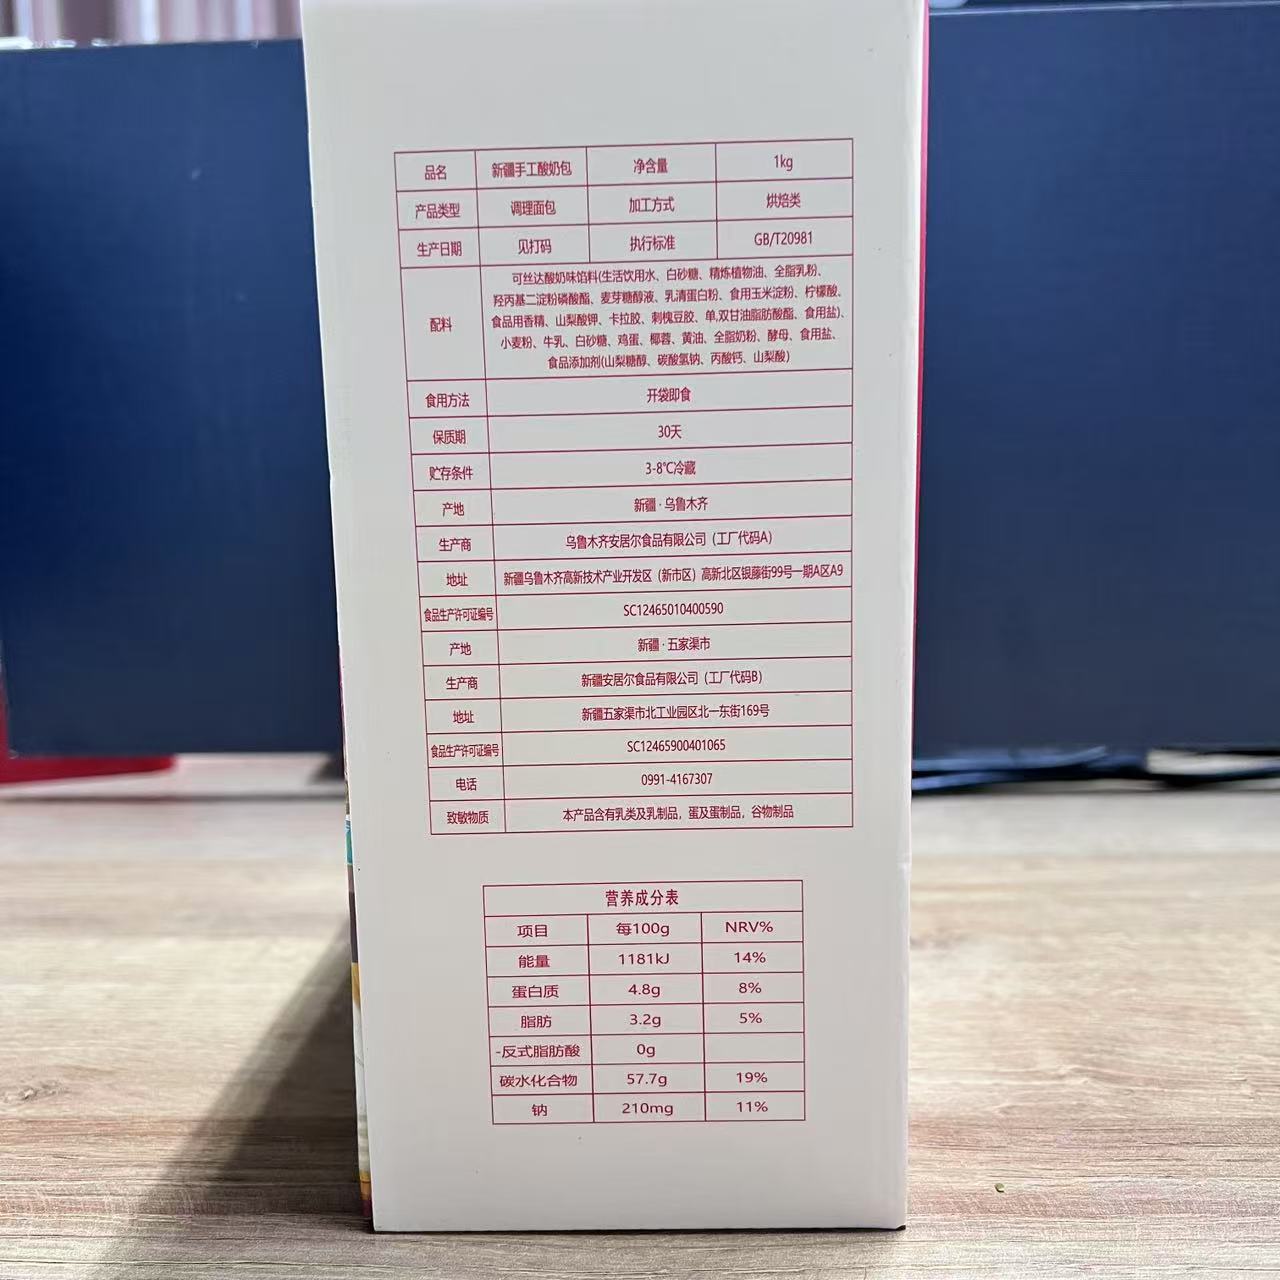 品名 新疆手工酸奶包 净含量 1kg
产品类型 调理面包 加工方式 烘焙类
生产日期 见打码 执行标准 GB/T20981
可丝达酸奶味馅料(生活饮用水、白砂糖、精炼植物油、全脂乳粉、
羟丙基二淀粉磷酸酯、麦芽糖醇液、乳清蛋白粉、食用玉米淀粉、柠檬酸、
配料 食品用香精、山梨酸钾、卡拉胶、刺槐豆胶、单,双甘油脂肪酸酯、食用盐)、
小麦粉、牛乳、白砂糖、鸡蛋、椰蓉、黄油、全脂奶粉、酵母、食用盐、
食品添加剂(山梨糖醇、碳酸氢钠、丙酸钙、山梨酸)
食用方法 开袋即食
保质期 30天
贮存条件 3-8℃冷藏
产地 新疆·乌鲁木齐
生产商 乌鲁木齐安居尔食品有限公司（工厂代码A）
地址 新疆乌鲁木齐高新技术产业开发区（新市区）高新北区银藤街99号一期A区A9
食品生产许可证编号 SC12465010400590
产地 新疆·五家渠市
生产商 新疆安居尔食品有限公司（工厂代码B）
地址 新疆五家渠市北工业园区北一东街169号
食品生产许可证编号 SC12465900401065
电话 0991-4167307
致敏物质 本产品含有乳类及乳制品，蛋及蛋制品，谷物制品
营养成分表
项目 每100g NRV%
能量 1181kJ 14%
蛋白质 4.8g 8%
脂肪 3.2g 5%
-反式脂肪酸 0g
碳水化合物 57.7g 19%
钠 210mg 11%